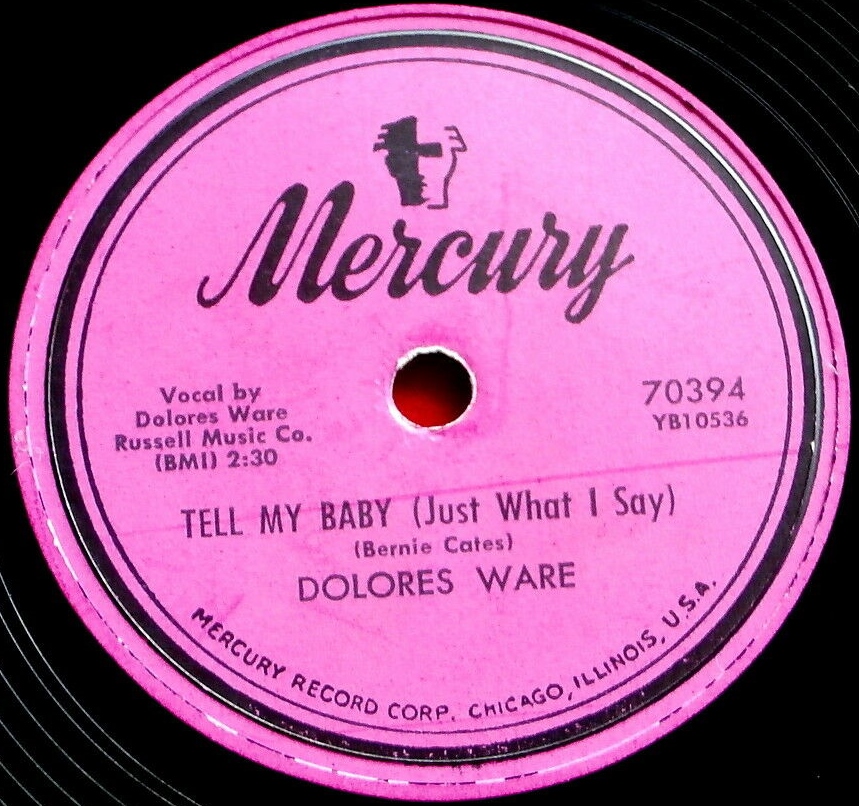 Mercury
Vocal by
Dolores Ware
Russell Music Co.
(BMI) 2:30
70394
YB10536
TELL MY BABY (Just What I Say)
(Bernie Cates)
DOLORES WARE
MERCURY RECORD CORP. CHICAGO, ILLINOIS, U.S.A.